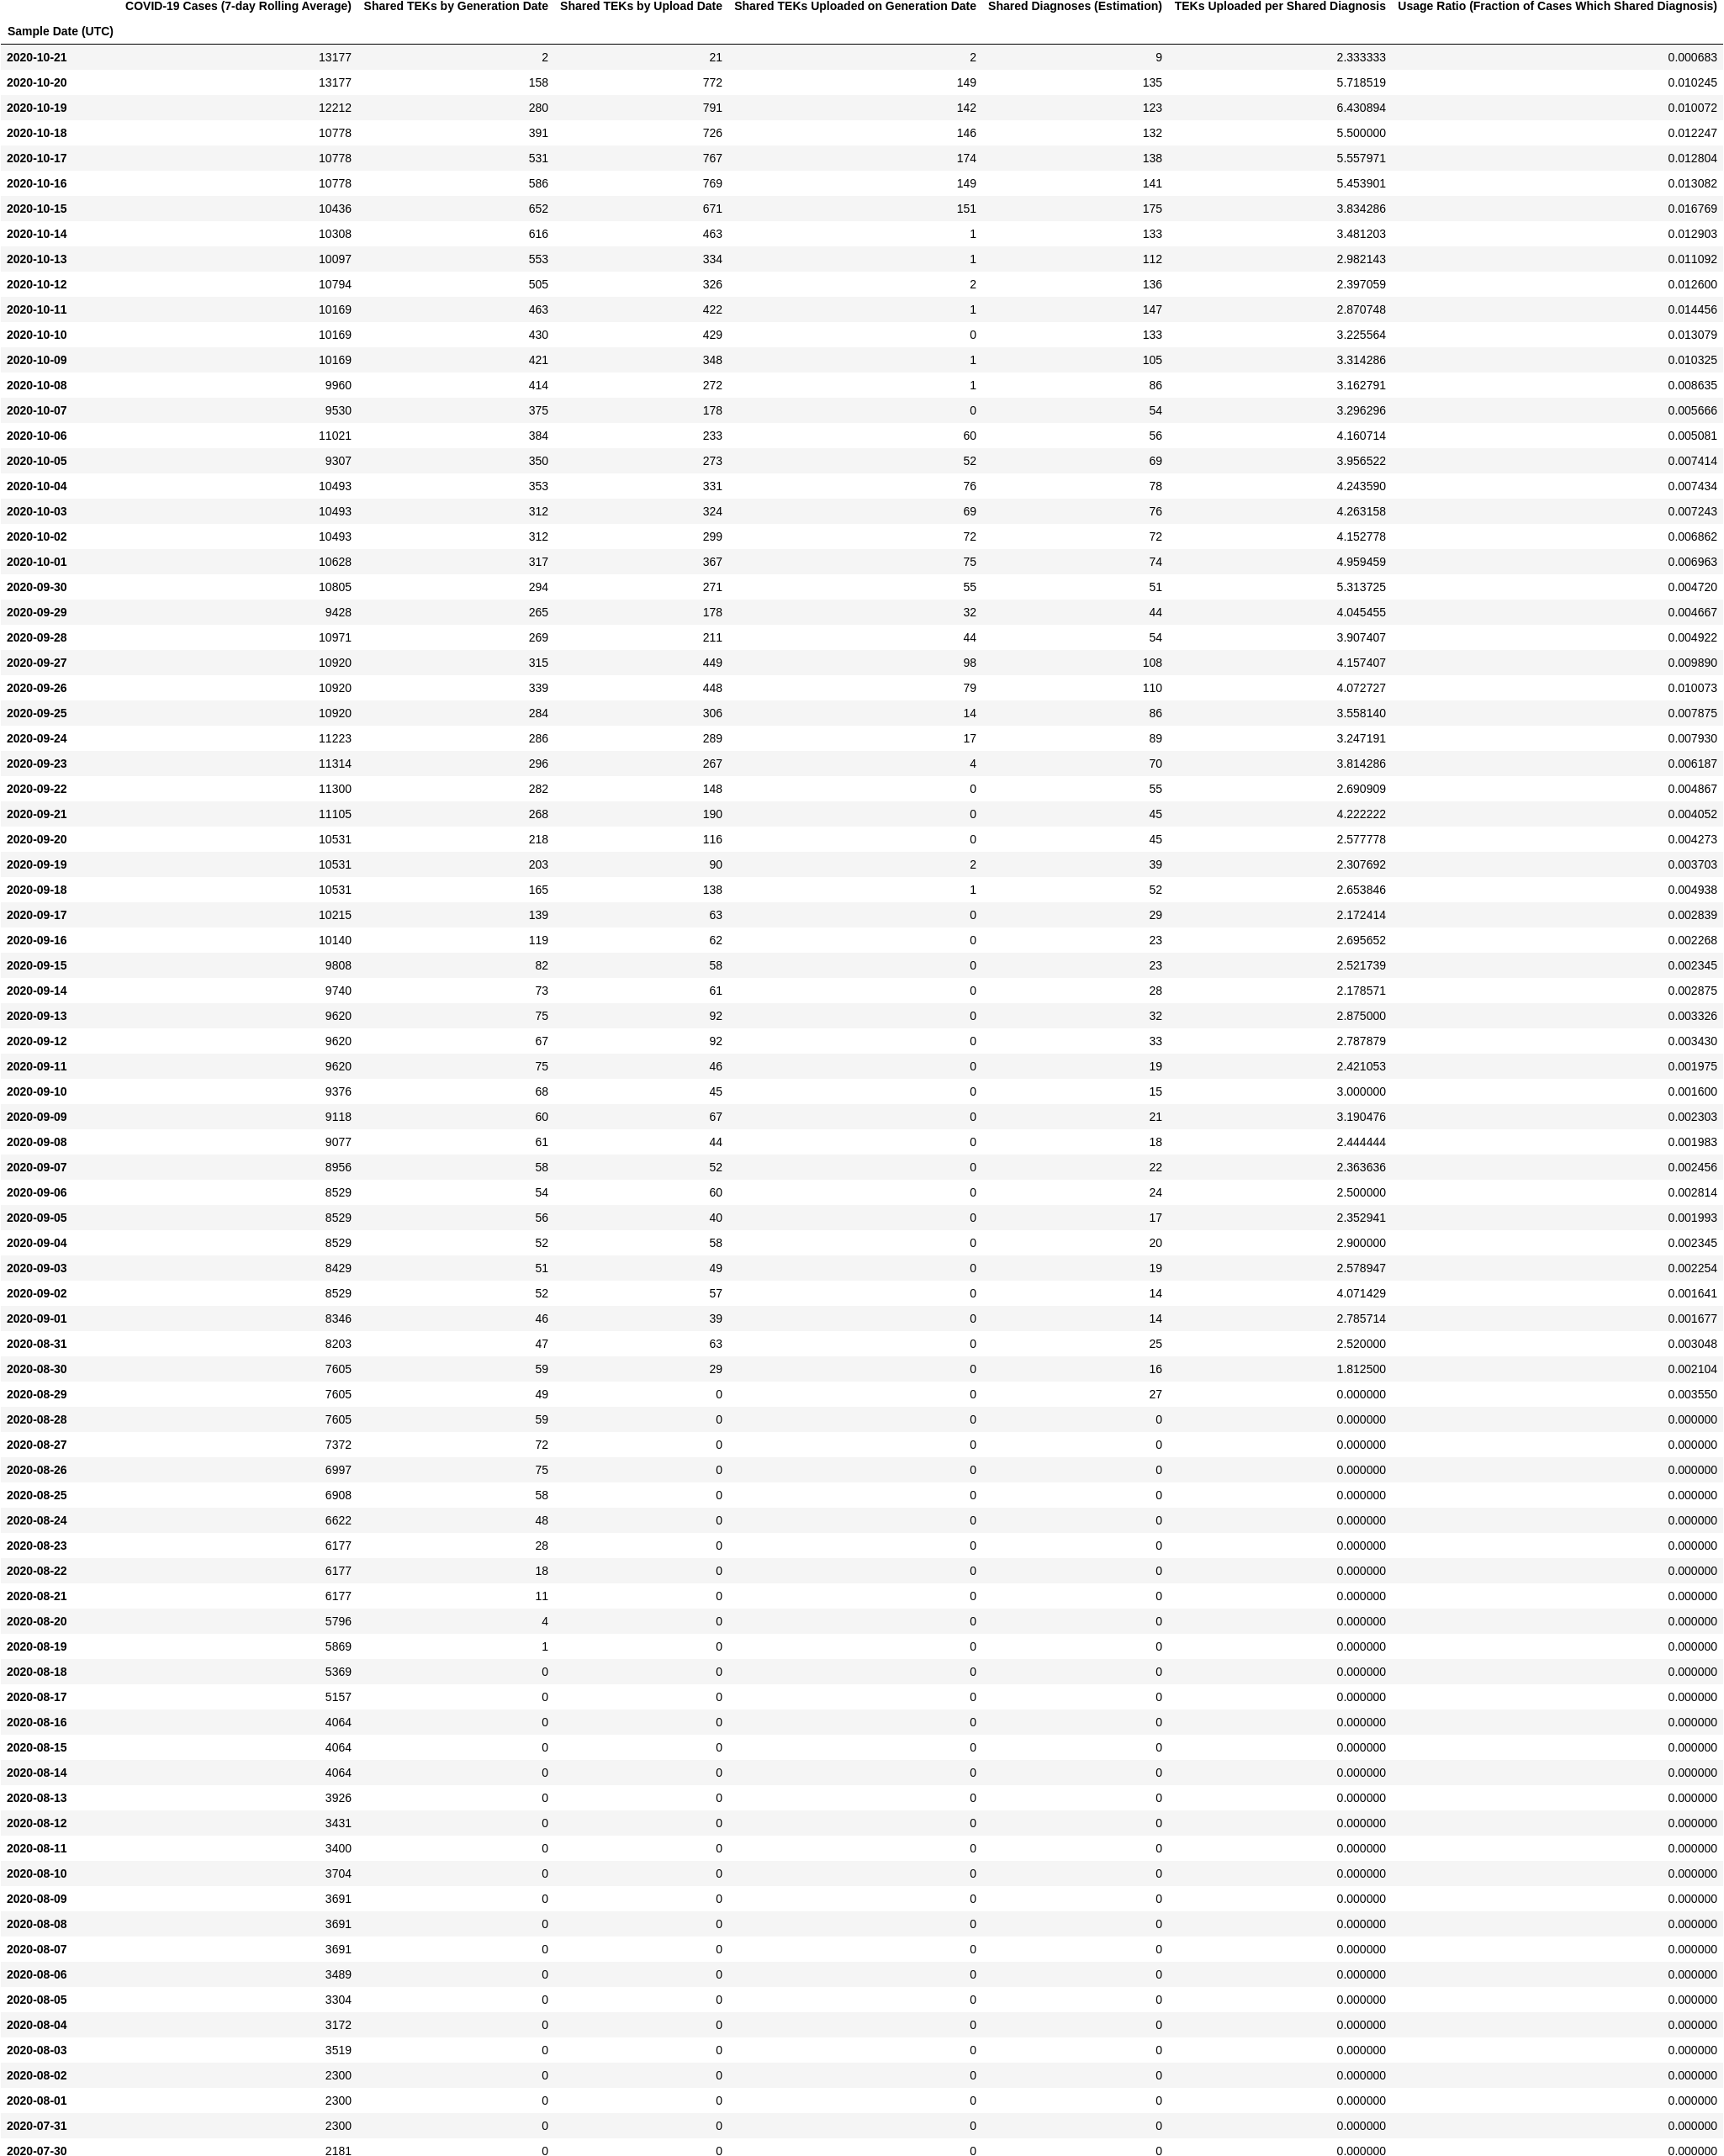 COVID-19 Cases (7-day Rolling Average) Shared TEKs by Generation Date Shared TEKs by Upload Date Shared TEKs Uploaded on Generation Date Shared Diagnoses (Estimation) TEKs Uploaded per Shared Diagnosis Usage Ratio (Fraction of Cases Which Shared Diagnosis)
Sample Date (UTC)
2020-10-21 13177 2 21 2 9 2.333333 0.000683
2020-10-20 13177 158 772 149 135 5.718519 0.010245
2020-10-19 12212 280 791 142 123 6.430894 0.010072
2020-10-18 10778 391 726 146 132 5.500000 0.012247
2020-10-17 10778 531 767 174 138 5.557971 0.012804
2020-10-16 10778 586 769 149 141 5.453901 0.013082
2020-10-15 10436 652 671 151 175 3.834286 0.016769
2020-10-14 10308 616 463 1 133 3.481203 0.012903
2020-10-13 10097 553 334 1 112 2.982143 0.011092
2020-10-12 10794 505 326 2 136 2.397059 0.012600
2020-10-11 10169 463 422 1 147 2.870748 0.014456
2020-10-10 10169 430 429 0 133 3.225564 0.013079
2020-10-09 10169 421 348 1 105 3.314286 0.010325
2020-10-08 9960 414 272 1 86 3.162791 0.008635
2020-10-07 9530 375 178 0 54 3.296296 0.005666
2020-10-06 11021 384 233 60 56 4.160714 0.005081
2020-10-05 9307 350 273 52 69 3.956522 0.007414
2020-10-04 10493 353 331 76 78 4.243590 0.007434
2020-10-03 10493 312 324 69 76 4.263158 0.007243
2020-10-02 10493 312 299 72 72 4.152778 0.006862
2020-10-01 10628 317 367 75 74 4.959459 0.006963
2020-09-30 10805 294 271 55 51 5.313725 0.004720
2020-09-29 9428 265 178 32 44 4.045455 0.004667
2020-09-28 10971 269 211 44 54 3.907407 0.004922
2020-09-27 10920 315 449 98 108 4.157407 0.009890
2020-09-26 10920 339 448 79 110 4.072727 0.010073
2020-09-25 10920 284 306 14 86 3.558140 0.007875
2020-09-24 11223 286 289 17 89 3.247191 0.007930
2020-09-23 11314 296 267 4 70 3.814286 0.006187
2020-09-22 11300 282 148 0 55 2.690909 0.004867
2020-09-21 11105 268 190 0 45 4.222222 0.004052
2020-09-20 10531 218 116 0 45 2.577778 0.004273
2020-09-19 10531 203 90 2 39 2.307692 0.003703
2020-09-18 10531 165 138 1 52 2.653846 0.004938
2020-09-17 10215 139 63 0 29 2.172414 0.002839
2020-09-16 10140 119 62 0 23 2.695652 0.002268
2020-09-15 9808 82 58 0 23 2.521739 0.002345
2020-09-14 9740 73 61 0 28 2.178571 0.002875
2020-09-13 9620 75 92 0 32 2.875000 0.003326
2020-09-12 9620 67 92 0 33 2.787879 0.003430
2020-09-11 9620 75 46 0 19 2.421053 0.001975
2020-09-10 9376 68 45 0 15 3.000000 0.001600
2020-09-09 9118 60 67 0 21 3.190476 0.002303
2020-09-08 9077 61 44 0 18 2.444444 0.001983
2020-09-07 8956 58 52 0 22 2.363636 0.002456
2020-09-06 8529 54 60 0 24 2.500000 0.002814
2020-09-05 8529 56 40 0 17 2.352941 0.001993
2020-09-04 8529 52 58 0 20 2.900000 0.002345
2020-09-03 8429 51 49 0 19 2.578947 0.002254
2020-09-02 8529 52 57 0 14 4.071429 0.001641
2020-09-01 8346 46 39 0 14 2.785714 0.001677
2020-08-31 8203 47 63 0 25 2.520000 0.003048
2020-08-30 7605 59 29 0 16 1.812500 0.002104
2020-08-29 7605 49 0 0 27 0.000000 0.003550
2020-08-28 7605 59 0 0 0 0.000000 0.000000
2020-08-27 7372 72 0 0 0 0.000000 0.000000
2020-08-26 6997 75 0 0 0 0.000000 0.000000
2020-08-25 6908 58 0 0 0 0.000000 0.000000
2020-08-24 6622 48 0 0 0 0.000000 0.000000
2020-08-23 6177 28 0 0 0 0.000000 0.000000
2020-08-22 6177 18 0 0 0 0.000000 0.000000
2020-08-21 6177 11 0 0 0 0.000000 0.000000
2020-08-20 5796 4 0 0 0 0.000000 0.000000
2020-08-19 5869 1 0 0 0 0.000000 0.000000
2020-08-18 5369 0 0 0 0 0.000000 0.000000
2020-08-17 5157 0 0 0 0 0.000000 0.000000
2020-08-16 4064 0 0 0 0 0.000000 0.000000
2020-08-15 4064 0 0 0 0 0.000000 0.000000
2020-08-14 4064 0 0 0 0 0.000000 0.000000
2020-08-13 3926 0 0 0 0 0.000000 0.000000
2020-08-12 3431 0 0 0 0 0.000000 0.000000
2020-08-11 3400 0 0 0 0 0.000000 0.000000
2020-08-10 3704 0 0 0 0 0.000000 0.000000
2020-08-09 3691 0 0 0 0 0.000000 0.000000
2020-08-08 3691 0 0 0 0 0.000000 0.000000
2020-08-07 3691 0 0 0 0 0.000000 0.000000
2020-08-06 3489 0 0 0 0 0.000000 0.000000
2020-08-05 3304 0 0 0 0 0.000000 0.000000
2020-08-04 3172 0 0 0 0 0.000000 0.000000
2020-08-03 3519 0 0 0 0 0.000000 0.000000
2020-08-02 2300 0 0 0 0 0.000000 0.000000
2020-08-01 2300 0 0 0 0 0.000000 0.000000
2020-07-31 2300 0 0 0 0 0.000000 0.000000
2020-07-30 2181 0 0 0 0 0.000000 0.000000